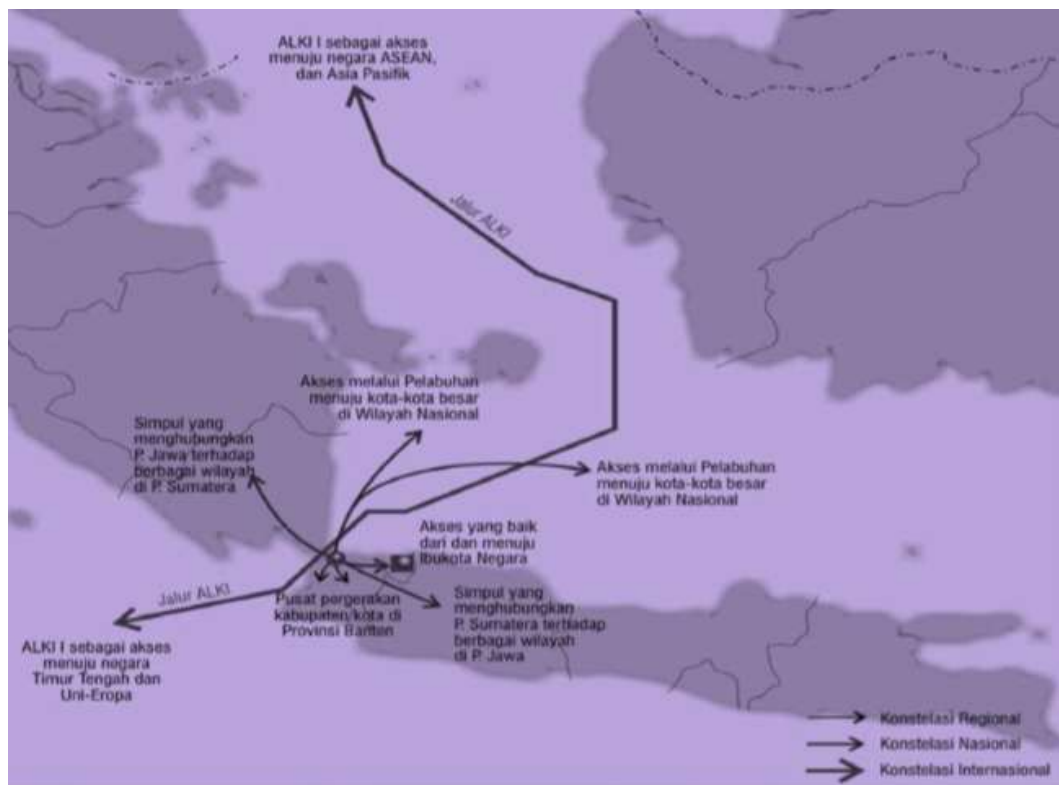 ALKI I sebagai akses
menuju negara ASEAN,
dan Asia Pasifik
Jalur ALKI
Akses melalui Pelabuhan
menuju kota-kota besar
di Wilayah Nasional
Simpul yang
menghubungkan
P. Jawa terhadap
berbagai wilayah
di P. Sumatera
Akses melalui Pelabuhan
menuju kota-kota besar
di Wilayah Nasional
Akses yang baik
dari dan menuju
Ibukota Negara
Jalur ALKI
Pusat pergerakan
kabupaten/kota di
Provinsi Banten
Simpul yang
menghubungkan
P. Sumatera terhadap
berbagai wilayah
di P. Jawa
ALKI I sebagai akses
menuju negara
Timur Tengah dan
Uni-Eropa
Konstelasi Regional
Konstelasi Nasional
Konstelasi Internasional